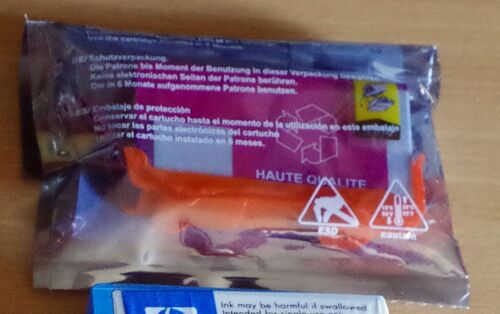 Use the cartridge
DE/ Schutzverpackung.
Die Patrone bis Moment der Benutzung in dieser Verpackung
Keine elektronischen Seiten der Patrone berühren.
Die in 6 Monate aufgenommene Patrone benutzen.
ES/ Embalaje de protección
Conservar el cartucho hasta el momento de la utilización en este embalaje
No tocar las partes electrónicas del cartucho
Utilizar el cartucho instalado en 6 meses.
HAUTE QUALITE
ESD
caution
hp
Ink may be harmful if swallowed